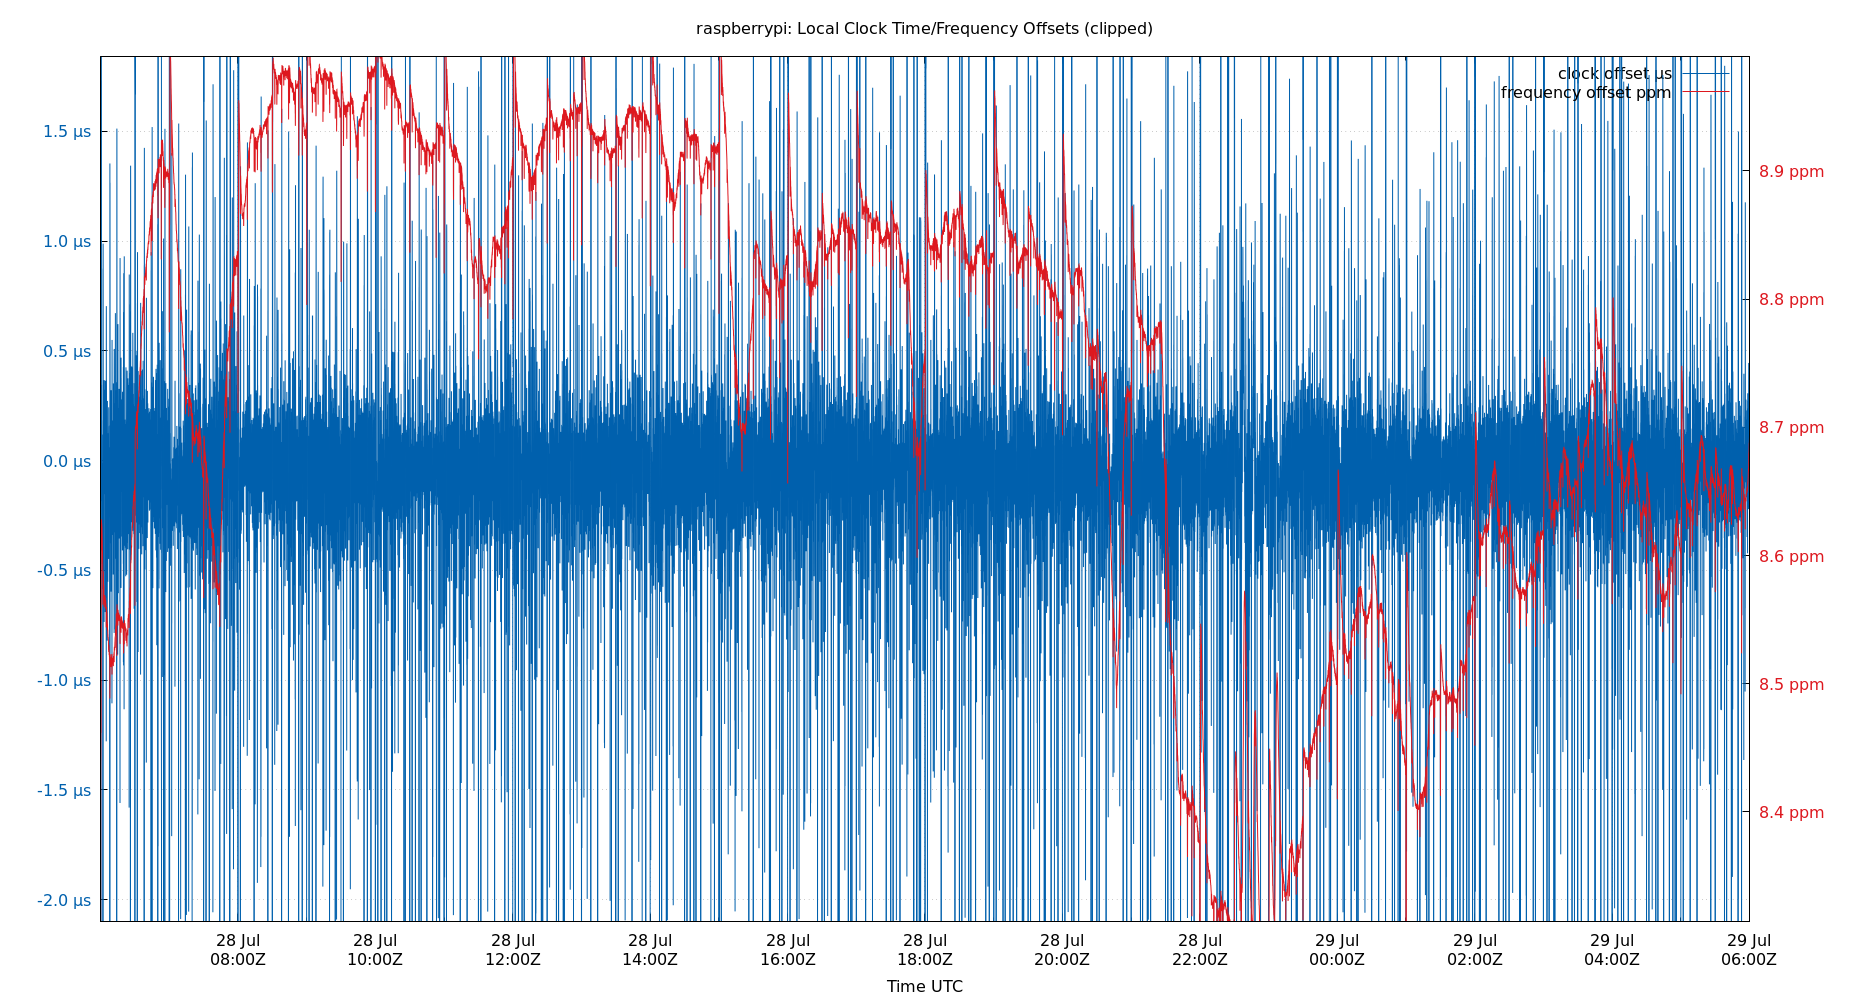 raspberrypi: Local Clock Time/Frequency Offsets (clipped)
clock offset µs
frequency offset ppm
1.5 µs
1.0 µs
0.5 µs
0.0 µs
-0.5 µs
-1.0 µs
-1.5 µs
-2.0 µs
8.9 ppm
8.8 ppm
8.7 ppm
8.6 ppm
8.5 ppm
8.4 ppm
28 Jul 28 Jul 28 Jul 28 Jul 28 Jul 28 Jul 28 Jul 28 Jul 29 Jul 29 Jul 29 Jul 29 Jul
08:00Z 10:00Z 12:00Z 14:00Z 16:00Z 18:00Z 20:00Z 22:00Z 00:00Z 02:00Z 04:00Z 06:00Z
Time UTC